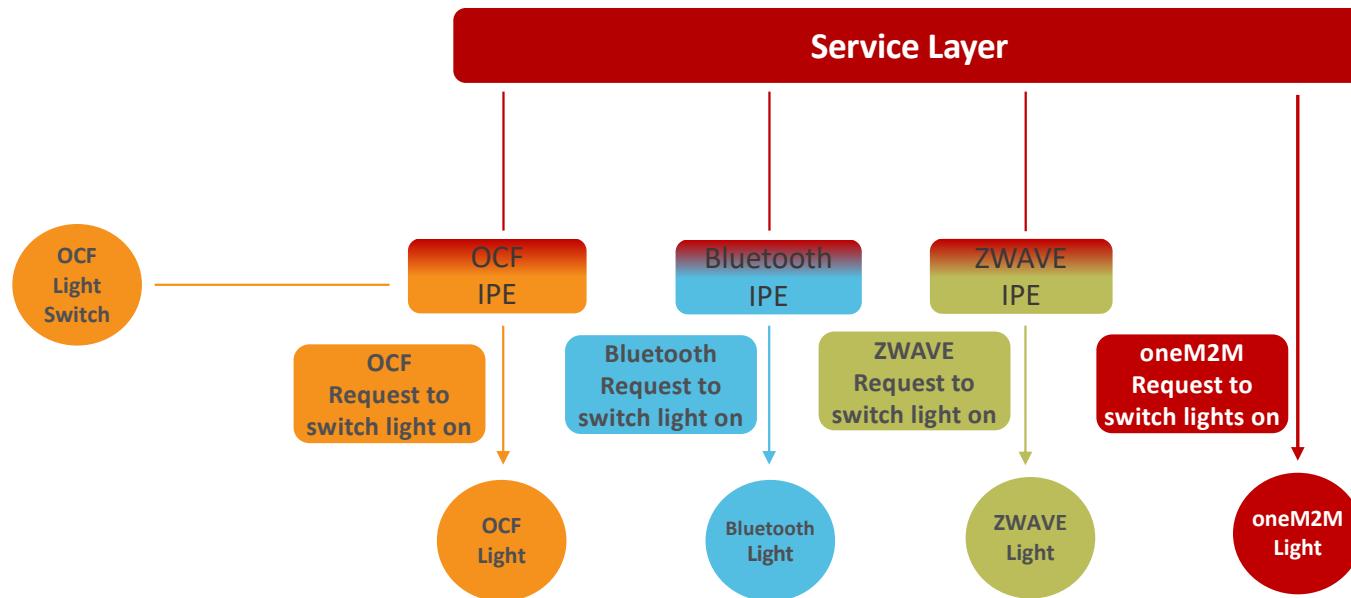 Service Layer
OCF
Light
Switch
OCF
IPE
Bluetooth
IPE
ZWAVE
IPE
OCF
Request to
switch light on
Bluetooth
Request to
switch light on
ZWAVE
Request to
switch light on
oneM2M
Request to
switch lights on
OCF
Light
Bluetooth
Light
ZWAVE
Light
oneM2M
Light